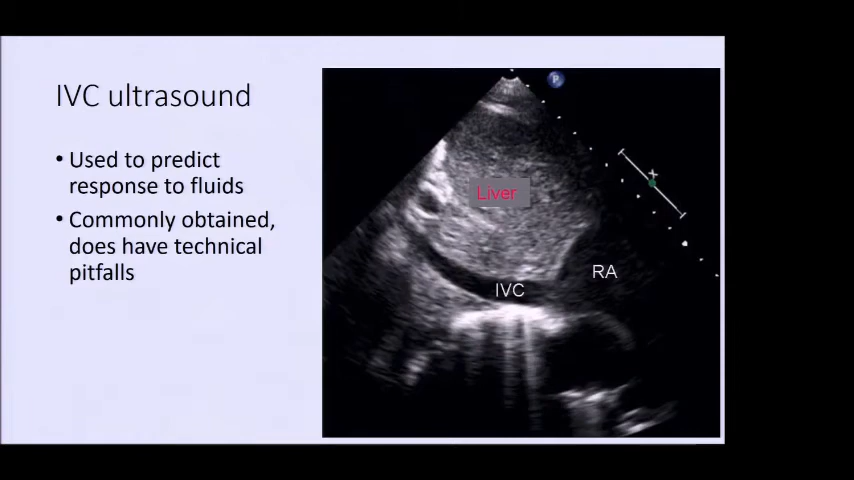 IVC ultrasound
• Used to predict
response to fluids
• Commonly obtained,
does have technical
pitfalls
P
Liver
IVC
RA